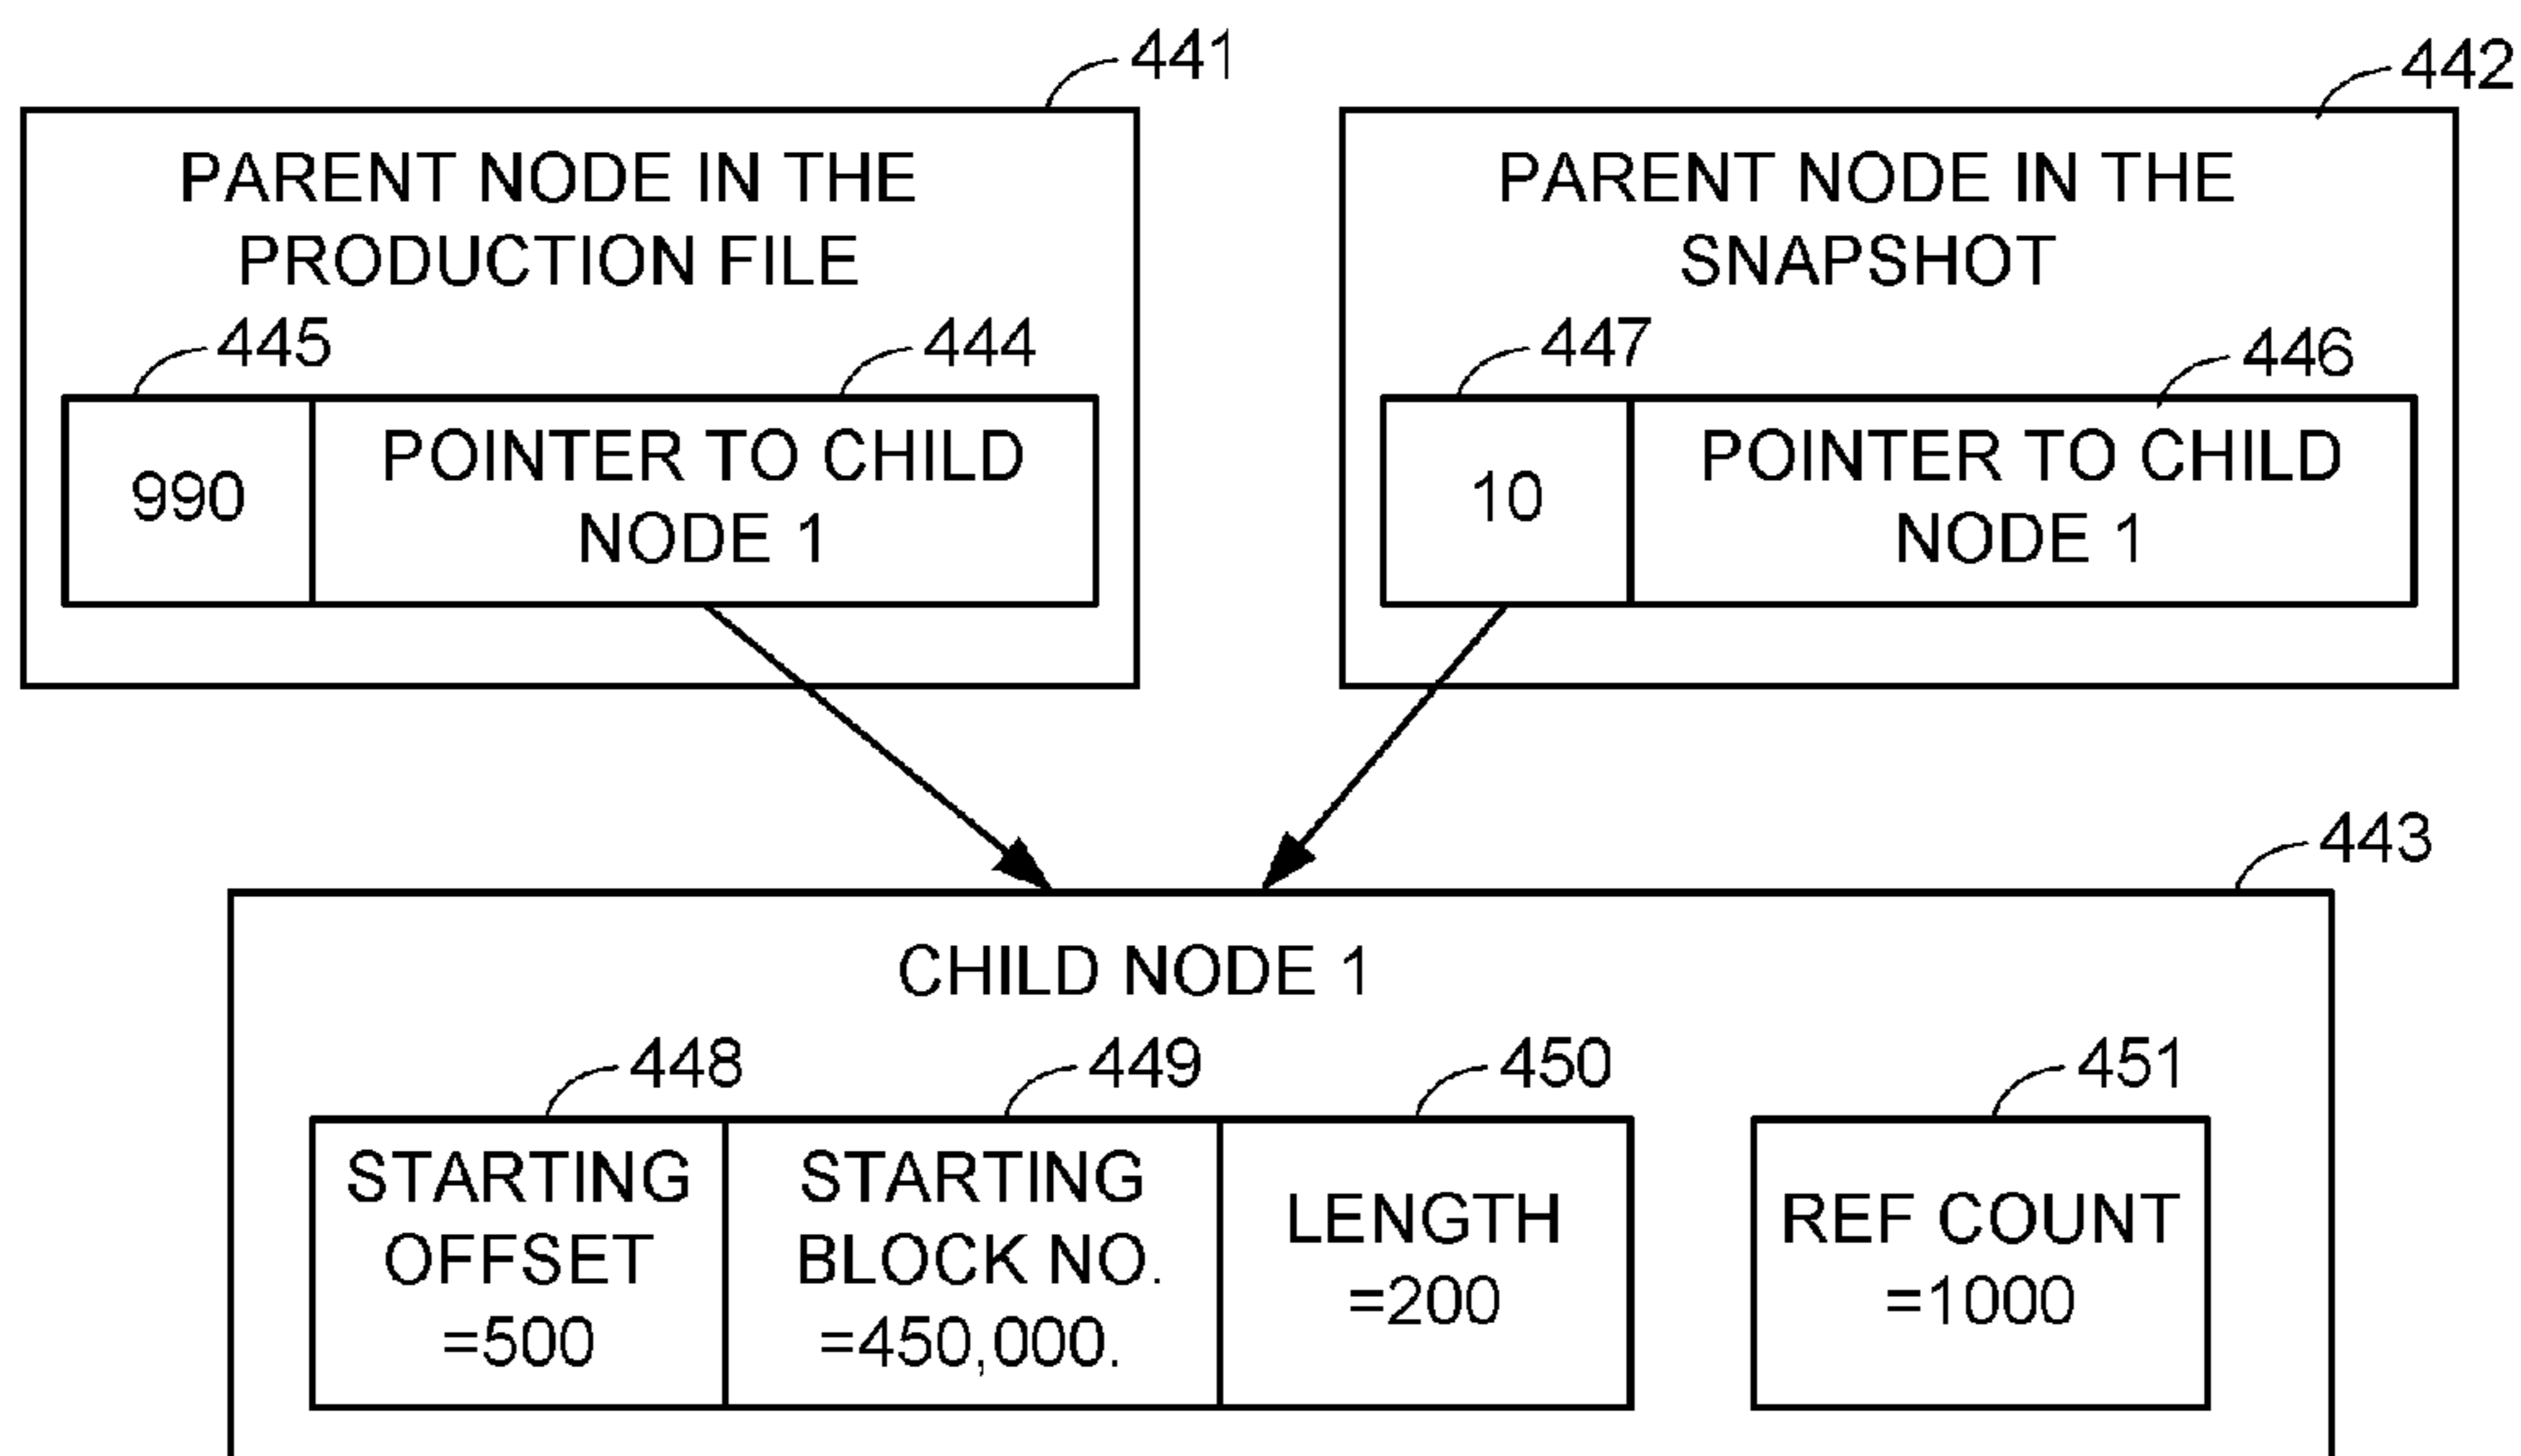 441
442
PARENT NODE IN THE
PRODUCTION FILE
PARENT NODE IN THE
SNAPSHOT
445
444
447
446
990
POINTER TO CHILD
NODE 1
10
POINTER TO CHILD
NODE 1
443
CHILD NODE 1
448
449
450
451
STARTING
OFFSET
=500
STARTING
BLOCK NO.
=450,000.
LENGTH
=200
REF COUNT
=1000